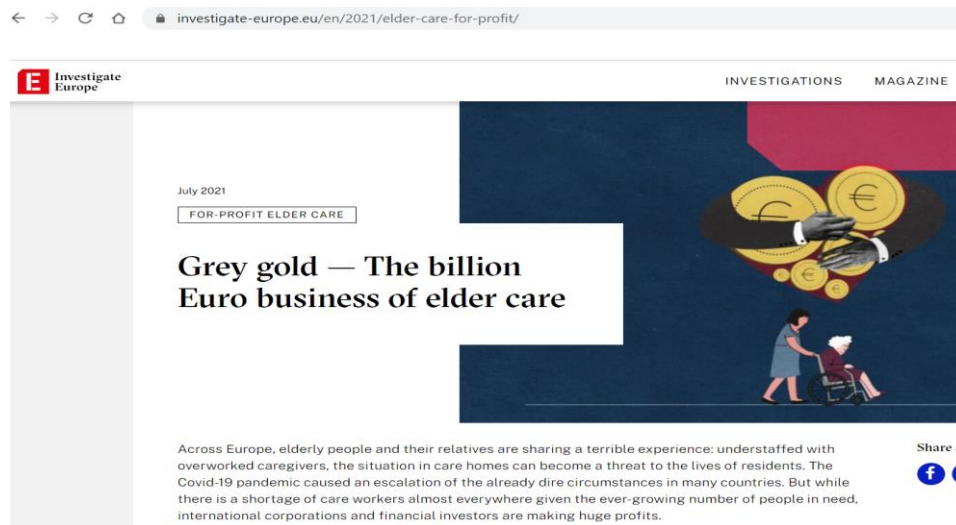 investigate-europe.eu/en/2021/elder-care-for-profit/
E Investigate
Europe
INVESTIGATIONS MAGAZINE
July 2021
FOR-PROFIT ELDER CARE
Grey gold — The billion
Euro business of elder care
Across Europe, elderly people and their relatives are sharing a terrible experience: understaffed with
overworked caregivers, the situation in care homes can become a threat to the lives of residents. The
Covid-19 pandemic caused an escalation of the already dire circumstances in many countries. But while
there is a shortage of care workers almost everywhere given the ever-growing number of people in need,
international corporations and financial investors are making huge profits.
Share
f